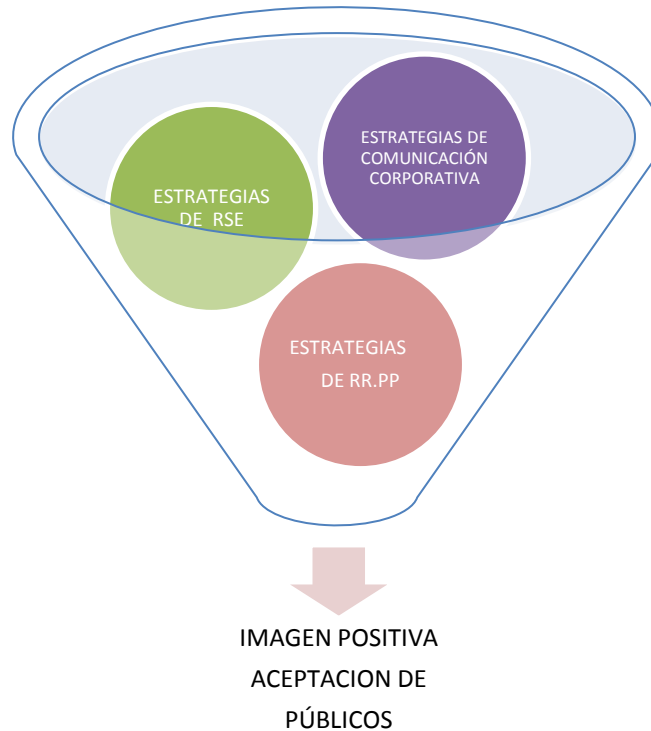 ESTRATEGIAS DE
COMUNICACIÓN
CORPORATIVA
ESTRATEGIAS
DE RSE
ESTRATEGIAS
DE RR.PP
IMAGEN POSITIVA
ACEPTACION DE
PÚBLICOS